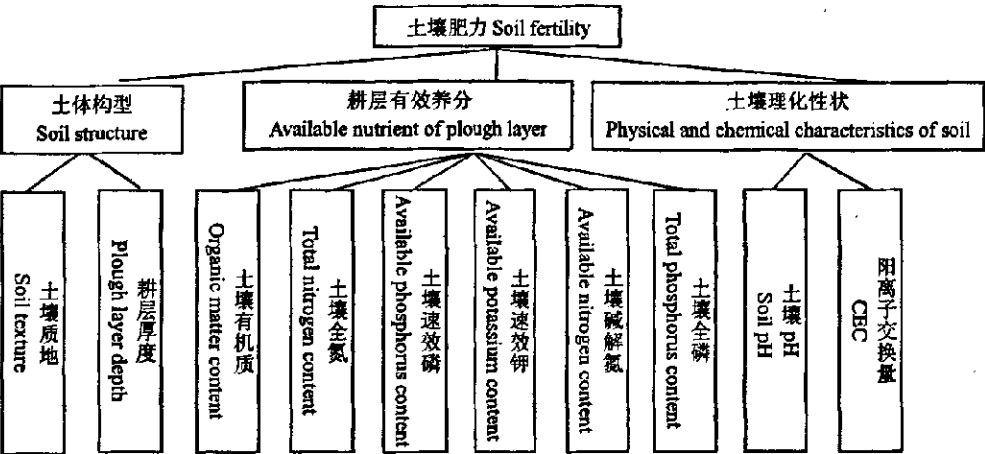 土壤肥力 Soil fertility
土体构型
Soil structure
耕层有效养分
Available nutrient of plough layer
土壤理化性状
Physical and chemical characteristics of soil
土壤质地
Soil texture
耕层厚度
Plough layer depth
土壤有机质
Organic matter content
土壤全氮
Total nitrogen content
土壤速效磷
Available phosphorus content
土壤速效钾
Available potassium content
土壤碱解氮
Available nitrogen content
土壤全磷
Total phosphorus content
土壤 pH
Soil pH
阳离子交换量
CEC